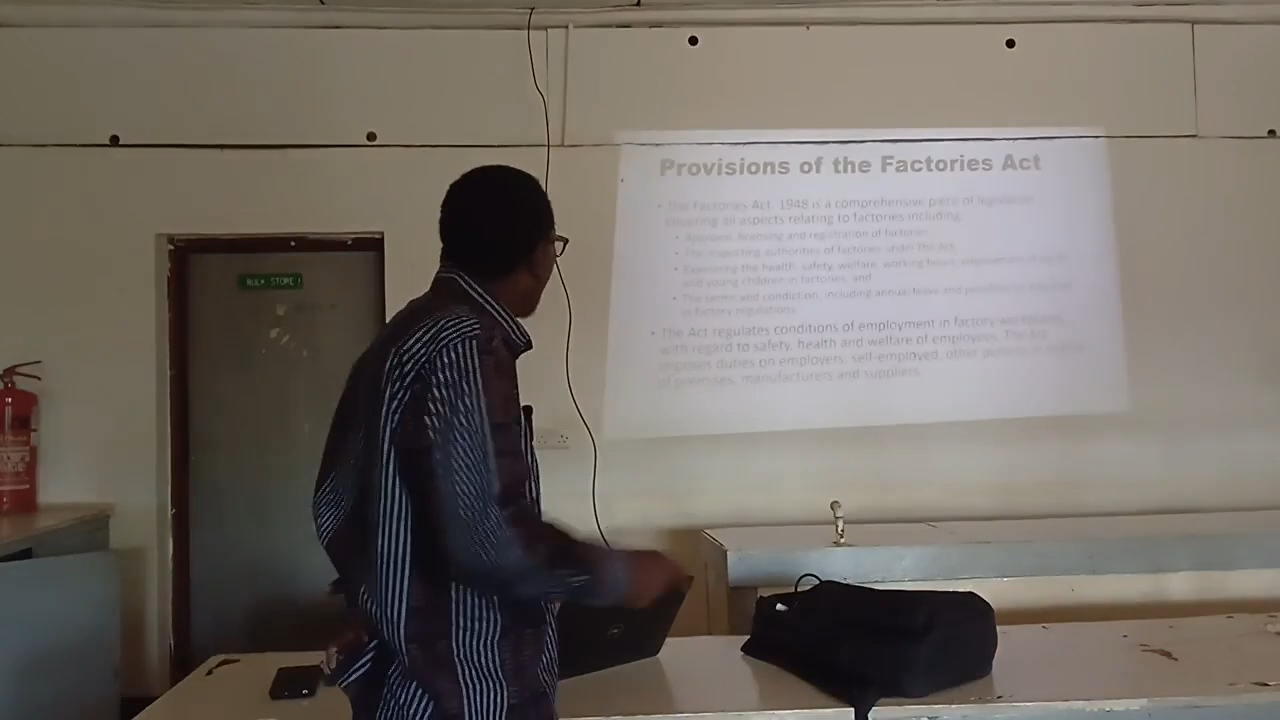 BULK STORE!
Provisions of the Factories Act
• The Factories Act, 1948 is a comprehensive piece of legislation
covering all aspects relating to factories including;
• Approval, licensing and registration of factories
• The inspecting authorities of factories under The Act
• Examining the health, safety, welfare, working hours, employment of
and young children in factories, and
• The terms and condition, including annual leave and
in factory regulations
• The Act regulates conditions of employment in factory
with regard to safety, health and welfare of employees. The Act
imposes duties on employers, self-employed, other persons in
of premises, manufacturers and suppliers.
DELL